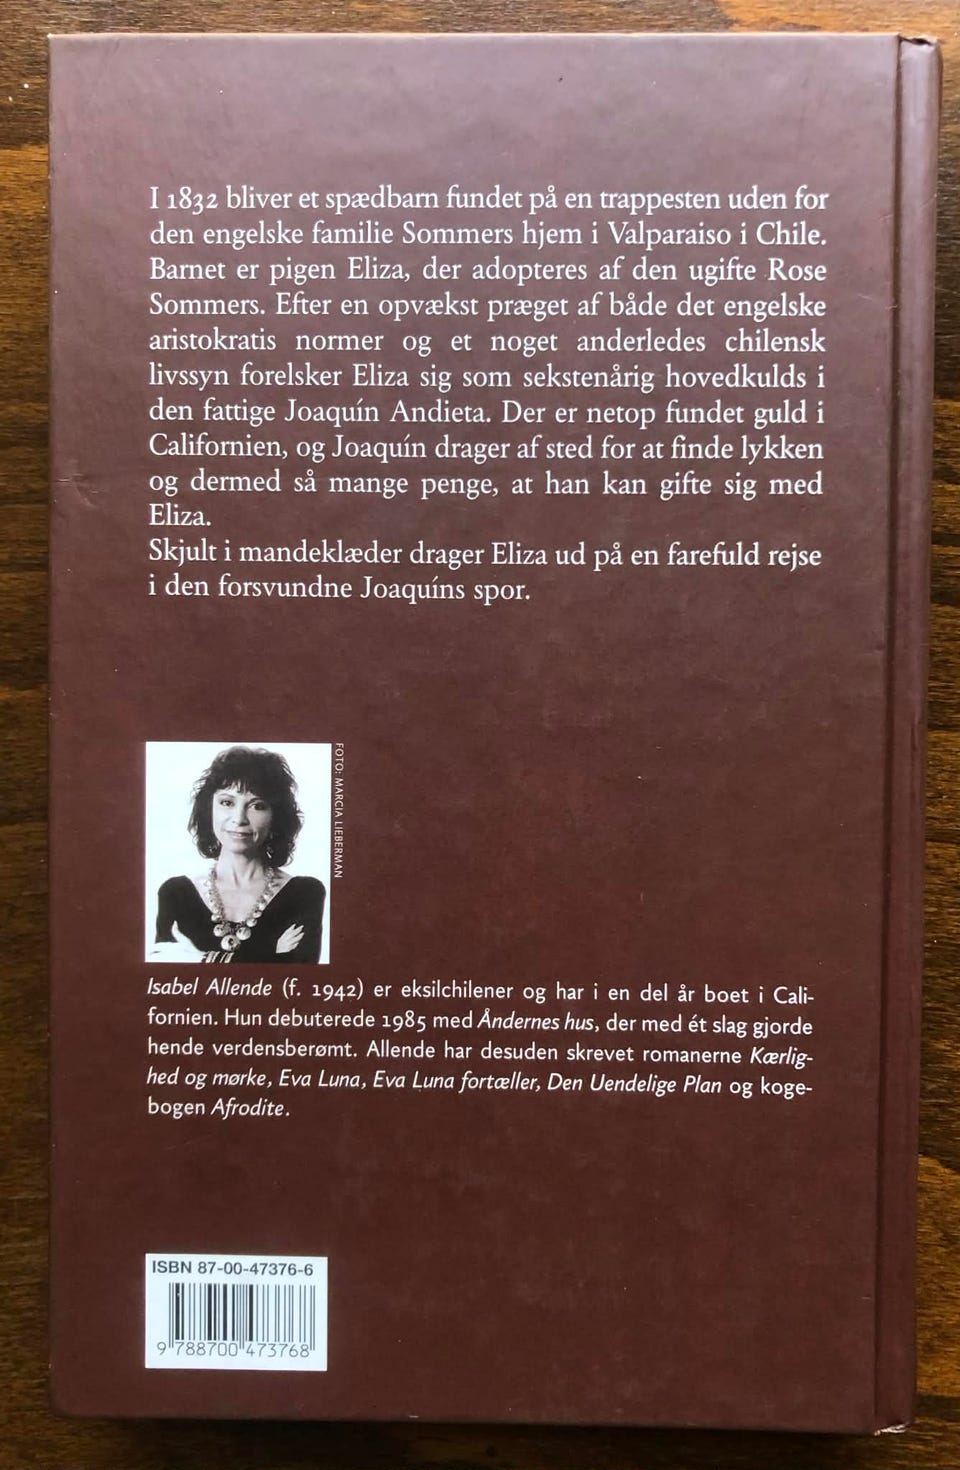 I 1832 bliver et spædbarn fundet på en trappesten uden for
den engelske familie Sommers hjem i Valparaiso i Chile.
Barnet er pigen Eliza, der adopteres af den ugifte Rose
Sommers. Efter en opvækst præget af både det engelske
aristokratis normer og et noget anderledes chilensk
livssyn forelsker Eliza sig som sekstenårig hovedkulds i
den fattige Joaquín Andieta. Der er netop fundet guld i
Californien, og Joaquín drager af sted for at finde lykken
og dermed så mange penge, at han kan gifte sig med
Eliza.
Skjult i mandeklæder drager Eliza ud på en farefuld rejse
i den forsvundne Joaquíns spor.
FOTO: MARCIA LIEBERMAN
Isabel Allende (f. 1942) er eksilchilener og har i en del år boet i Cali-
fornien. Hun debuterede 1985 med Åndernes hus, der med ét slag gjorde
hende verdensberømt. Allende har desuden skrevet romanerne Kærlig-
hed og mørke, Eva Luna, Eva Luna fortæller, Den Uendelige Plan og koge-
bogen Afrodite.
ISBN 87-00-47376-6
9 788700 473768